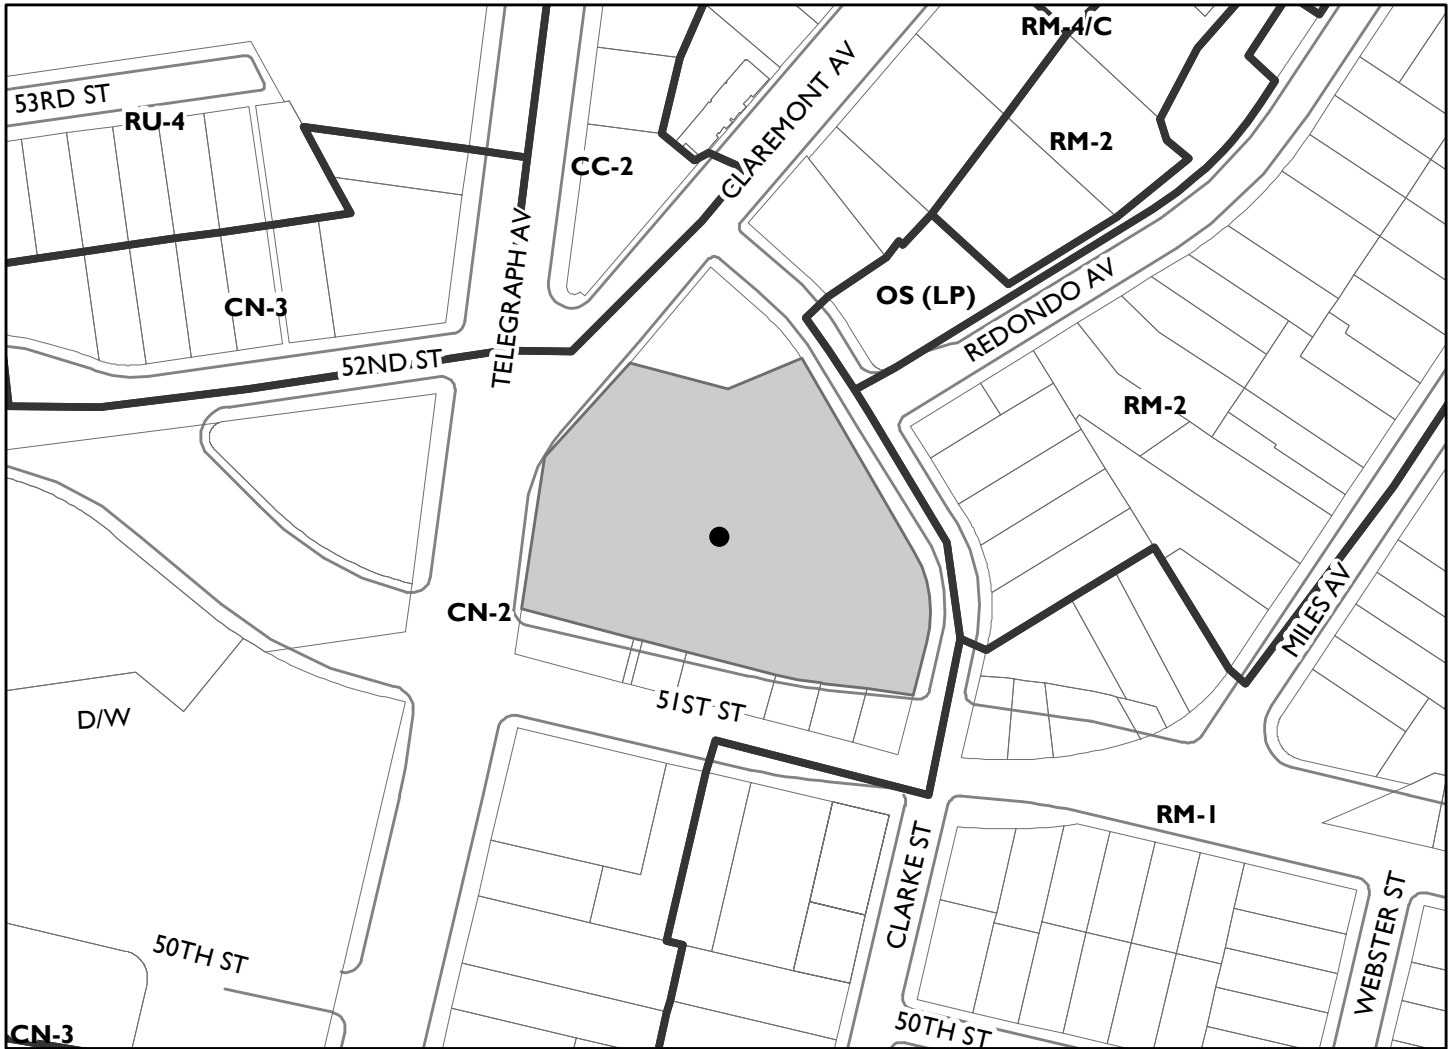 RM-4/C
53RD ST
RU-4
CLAREMONT AV
RM-2
CC-2
TELEGRAPH AV
OS (LP)
CN-3
REDONDO AV
52ND ST
RM-2
MILES AV
CN-2
51ST ST
D/W
RM-1
CLARKE ST
WEBSTER ST
50TH ST
50TH ST
CN-3